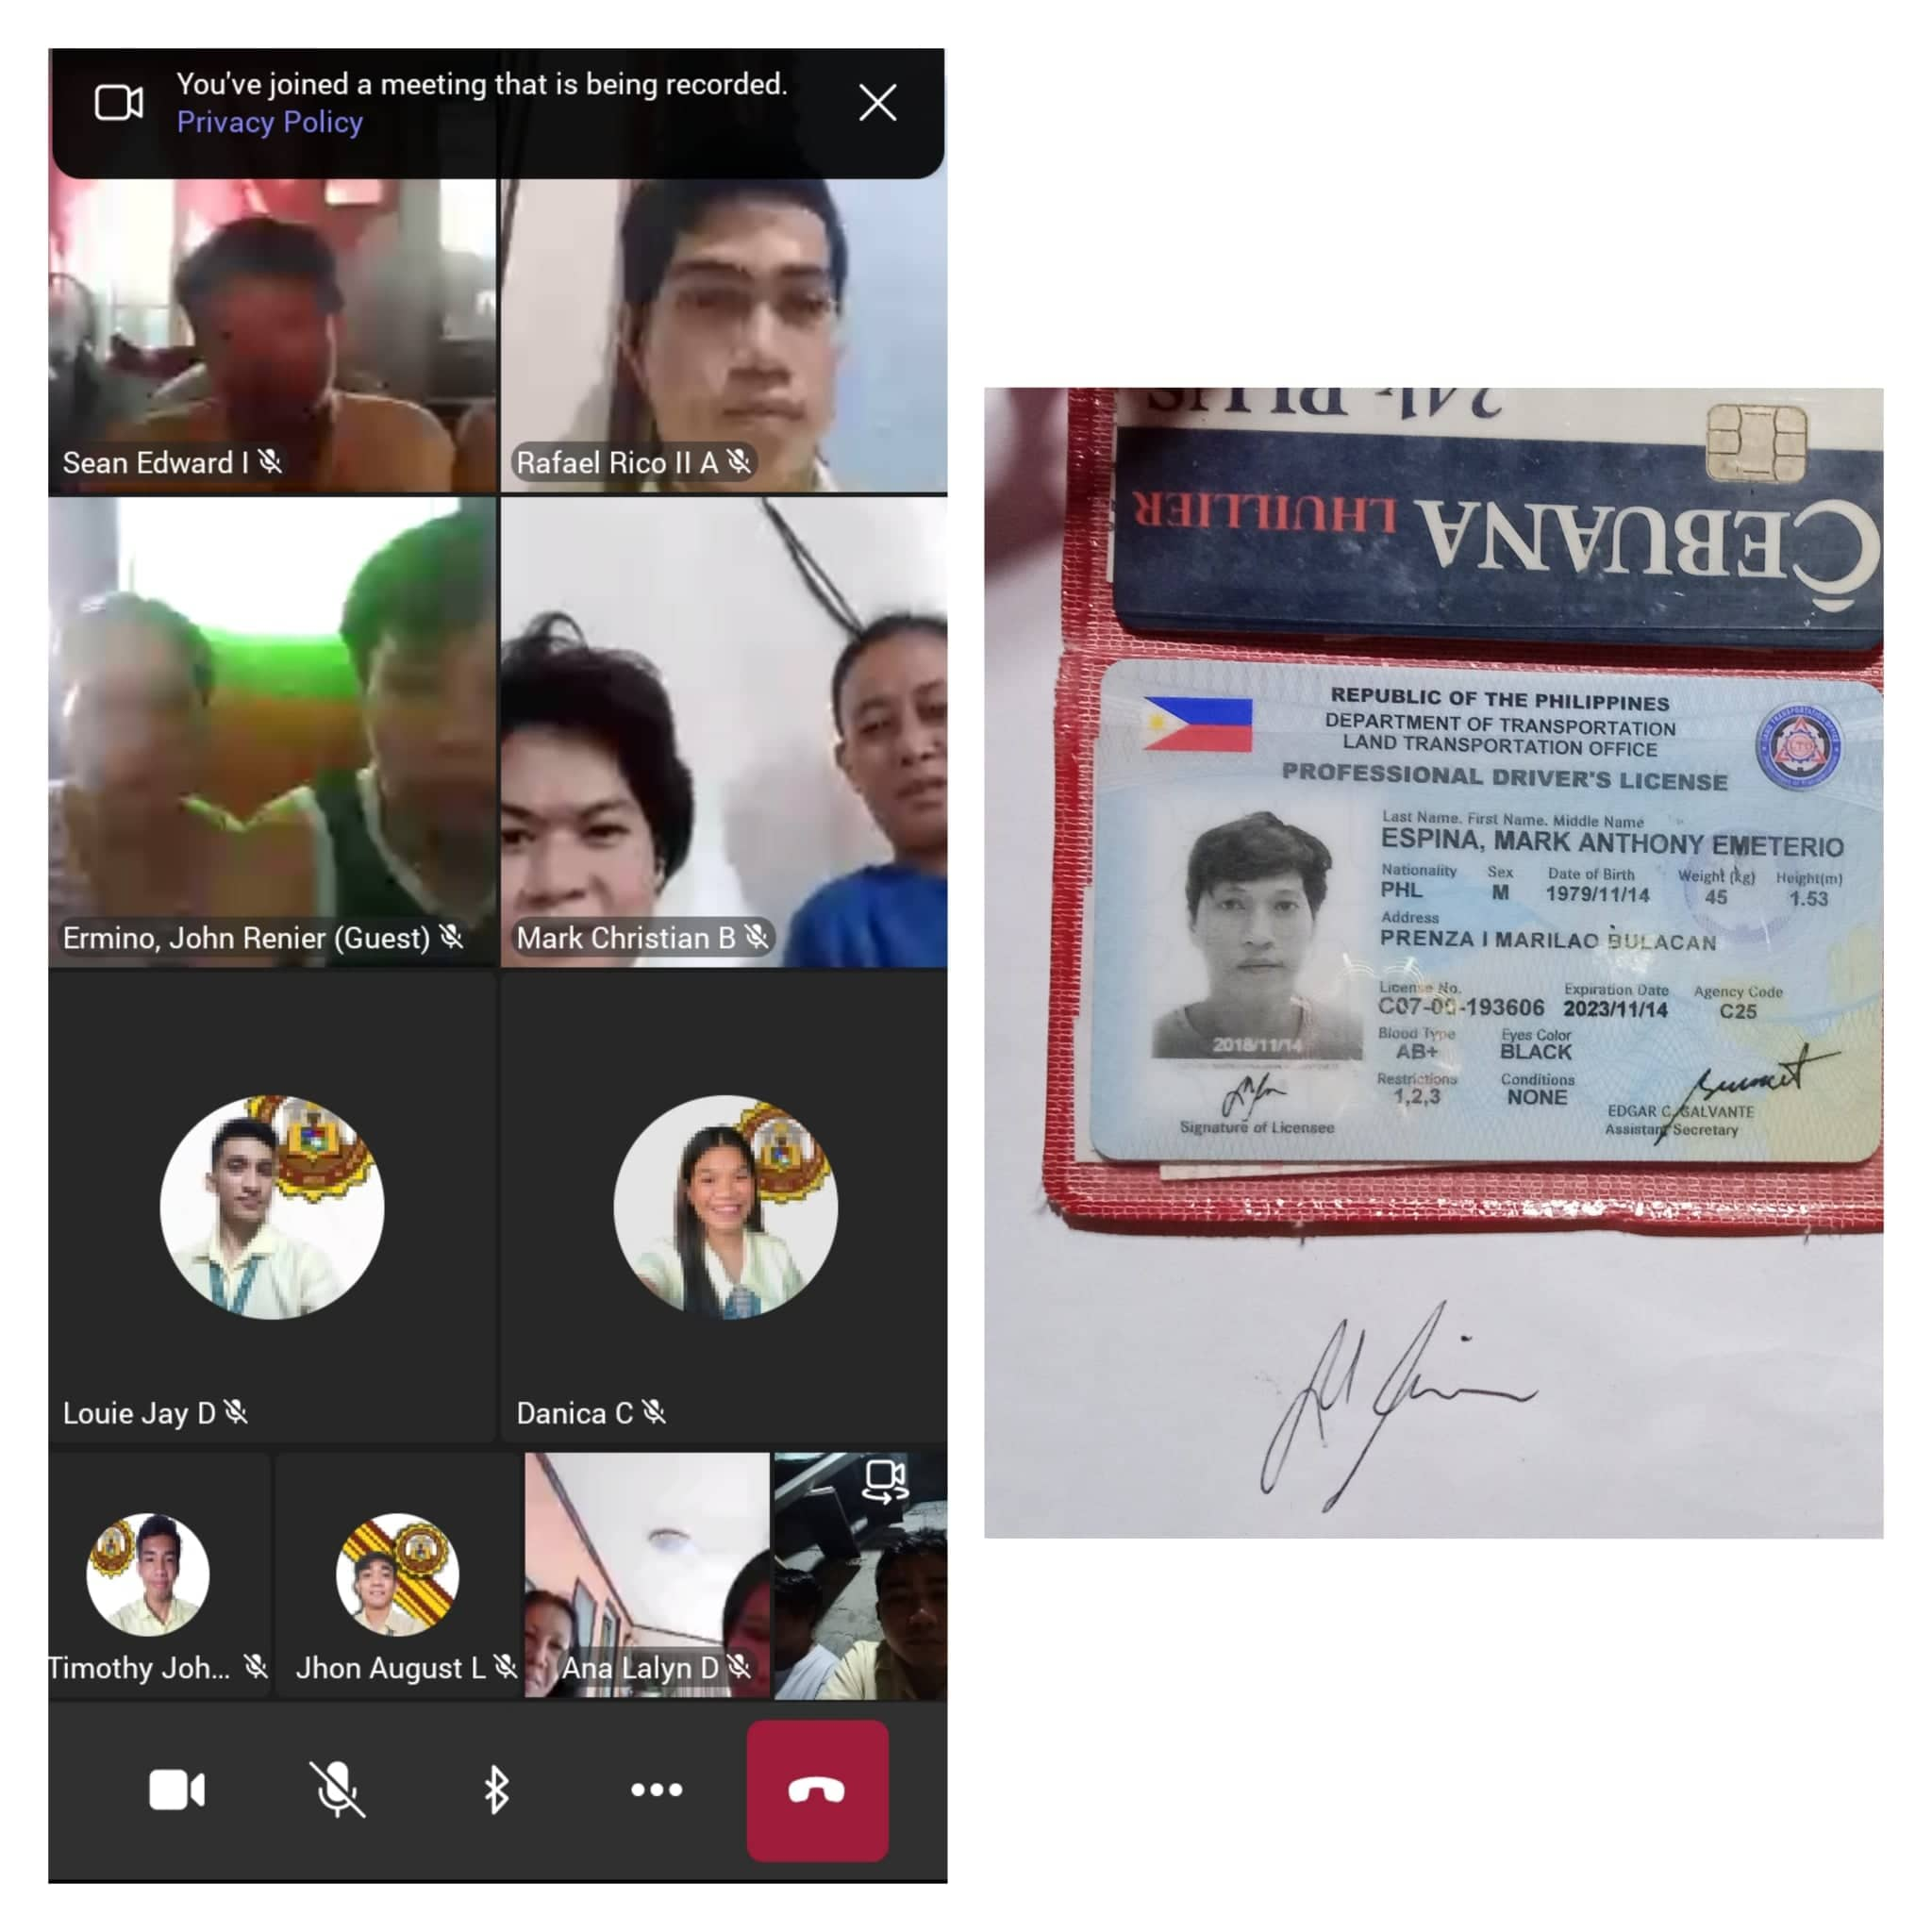 You've joined a meeting that is being recorded.
Privacy Policy
Sean Edward I
Rafael Rico II A
Ermino, John Renier (Guest)
Mark Christian B
Louie Jay D
Danica C
Timothy Joh...
Jhon August L
Ana Lalyn D
24k PLUS
CEBUANA LHUILLIER
REPUBLIC OF THE PHILIPPINES
DEPARTMENT OF TRANSPORTATION
LAND TRANSPORTATION OFFICE
PROFESSIONAL DRIVER'S LICENSE
Last Name, First Name, Middle Name
ESPINA, MARK ANTHONY EMETERIO
Nationality Sex Date of Birth Weight (kg) Height(m)
PHL M 1979/11/14 45 1.53
Address
PRENZA I MARILAO BULACAN
License No. Expiration Date Agency Code
C07-00-193606 2023/11/14 C25
Blood Type Eyes Color
AB+ BLACK
2018/11/14
Restrictions Conditions
1,2,3 NONE
Signature of Licensee
EDGAR C. GALVANTE
Assistant Secretary